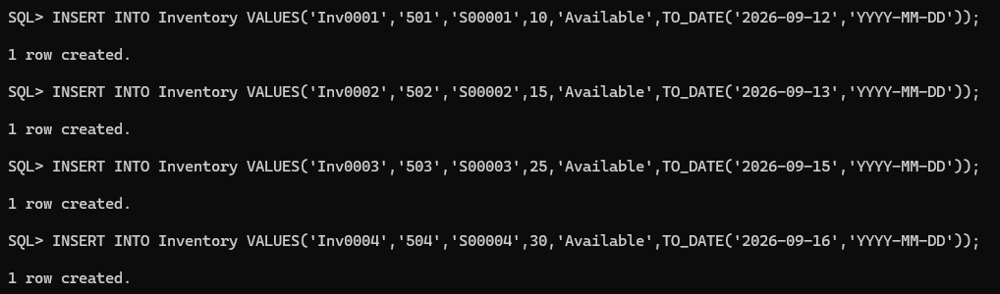 SQL> INSERT INTO Inventory VALUES('Inv0001','501','S00001',10,'Available',TO_DATE('2026-09-12','YYYY-MM-DD'));
1 row created.
SQL> INSERT INTO Inventory VALUES('Inv0002','502','S00002',15,'Available',TO_DATE('2026-09-13','YYYY-MM-DD'));
1 row created.
SQL> INSERT INTO Inventory VALUES('Inv0003','503','S00003',25,'Available',TO_DATE('2026-09-15','YYYY-MM-DD'));
1 row created.
SQL> INSERT INTO Inventory VALUES('Inv0004','504','S00004',30,'Available',TO_DATE('2026-09-16','YYYY-MM-DD'));
1 row created.